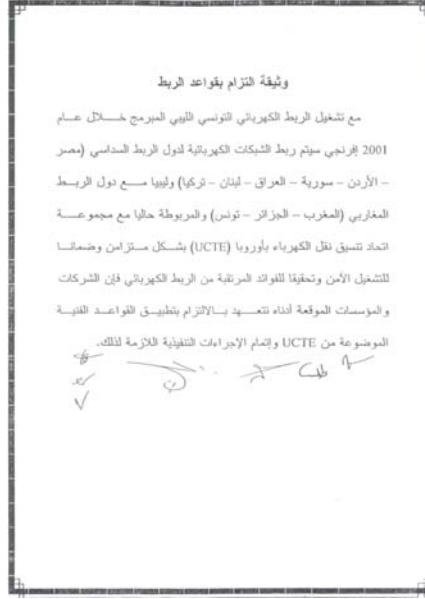 وثيقة التزام بقواعد الربط
مع تشغيل الربط الكهربائي التونسي الليبي المبرمج خلال عام
2001 إفرنجي سيتم ربط الشبكات الكهربائية لدول الربط السداسي (مصر
– الأردن – سورية – العراق – لبنان – تركيا) وليبيا مع دول الربط
المغاربي (المغرب – الجزائر – تونس) والمربوطة حاليا مع مجموعة
اتحاد تنسيق نقل الكهرباء بأوروبا (UCTE) بشكل متزامن وضمانا
للتشغيل الأمن وتحقيقا للفوائد المرتقبة من الربط الكهربائي فإن الشركات
والمؤسسات الموقعة أدناه تتعهد بالالتزام بتطبيق القواعد الفنية
الموضوعة من UCTE وإتمام الإجراءات التنفيذية اللازمة لذلك.